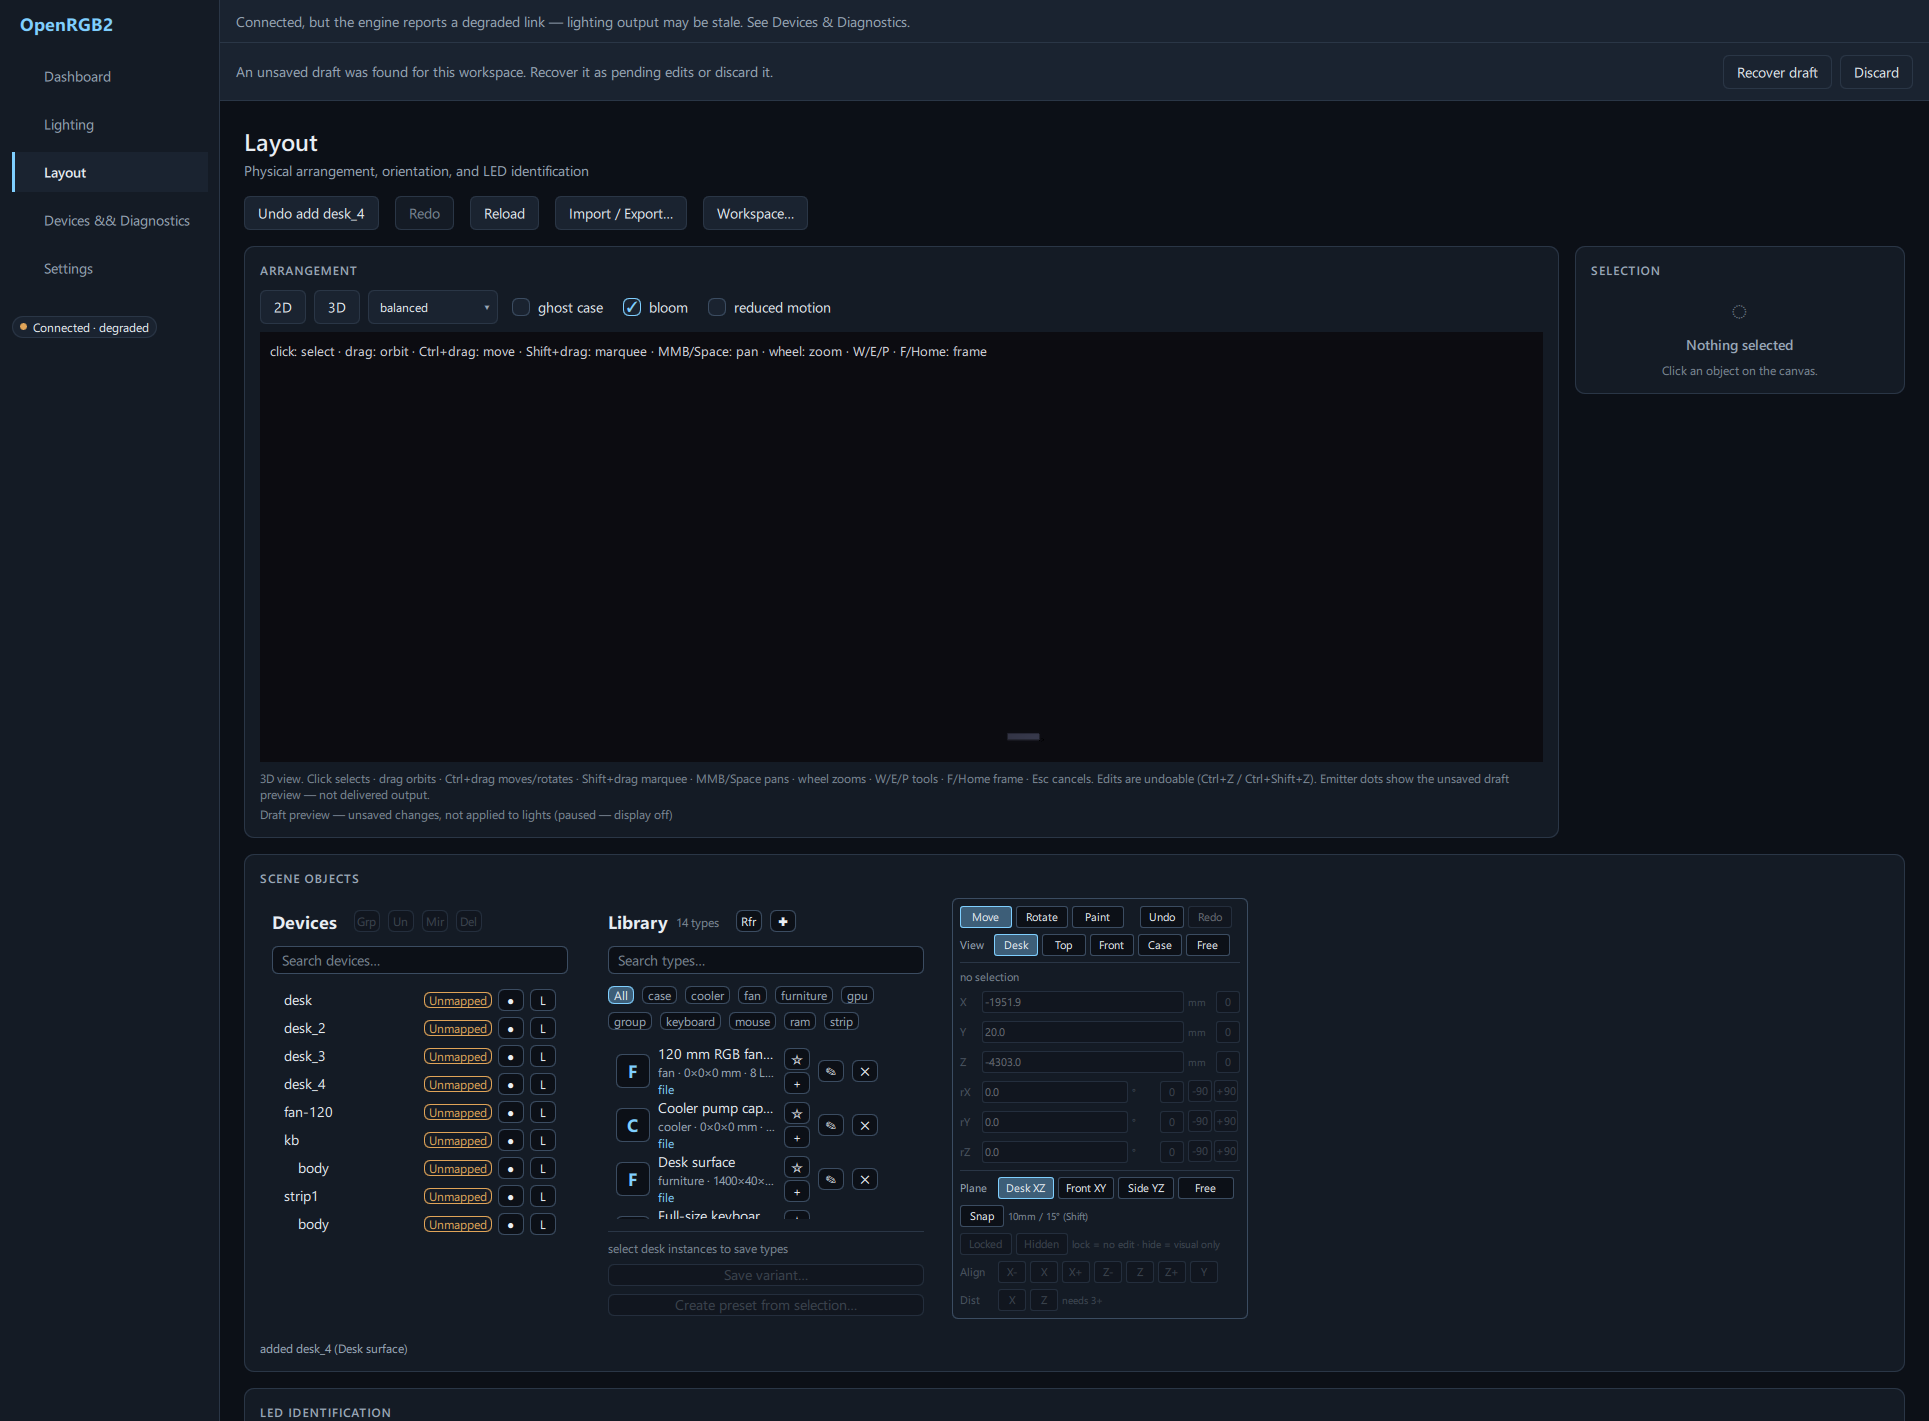 OpenRGB2
Dashboard
Lighting
Layout
Devices && Diagnostics
Settings
Connected · degraded
Connected, but the engine reports a degraded link — lighting output may be stale. See Devices & Diagnostics.
An unsaved draft was found for this workspace. Recover it as pending edits or discard it.
Recover draft
Discard
Layout
Physical arrangement, orientation, and LED identification
Undo add desk_4
Redo
Reload
Import / Export...
Workspace...
ARRANGEMENT
2D
3D
balanced
ghost case
bloom
reduced motion
click: select · drag: orbit · Ctrl+drag: move · Shift+drag: marquee · MMB/Space: pan · wheel: zoom · W/E/P · F/Home: frame
3D view. Click selects · drag orbits · Ctrl+drag moves/rotates · Shift+drag marquee · MMB/Space pans · wheel zooms · W/E/P tools · F/Home frame · Esc cancels. Edits are undoable (Ctrl+Z / Ctrl+Shift+Z). Emitter dots show the unsaved draft
preview — not delivered output.
Draft preview — unsaved changes, not applied to lights (paused — display off)
SELECTION
Nothing selected
Click an object on the canvas.
SCENE OBJECTS
Devices
Grp
Un
Mir
Del
Search devices...
desk Unmapped ● L
desk_2 Unmapped ● L
desk_3 Unmapped ● L
desk_4 Unmapped ● L
fan-120 Unmapped ● L
kb Unmapped ● L
body Unmapped ● L
strip1 Unmapped ● L
body Unmapped ● L
Library 14 types Rfr ✚
Search types...
All case cooler fan furniture gpu
group keyboard mouse ram strip
F
120 mm RGB fan...
fan · 0×0×0 mm · 8 L...
file
☆
+
✎
✕
C
Cooler pump cap...
cooler · 0×0×0 mm · ...
file
☆
+
✎
✕
F
Desk surface
furniture · 1400×40×...
file
☆
+
✎
✕
Full-size keyboar
select desk instances to save types
Save variant...
Create preset from selection...
Move Rotate Paint Undo Redo
View Desk Top Front Case Free
no selection
X -1951.9 mm 0
Y 20.0 mm 0
Z -4303.0 mm 0
rX 0.0 ° 0 -90 +90
rY 0.0 ° 0 -90 +90
rZ 0.0 ° 0 -90 +90
Plane Desk XZ Front XY Side YZ Free
Snap 10mm / 15° (Shift)
Locked Hidden lock = no edit · hide = visual only
Align X- X X+ Z- Z Z+ Y
Dist X Z needs 3+
added desk_4 (Desk surface)
LED IDENTIFICATION